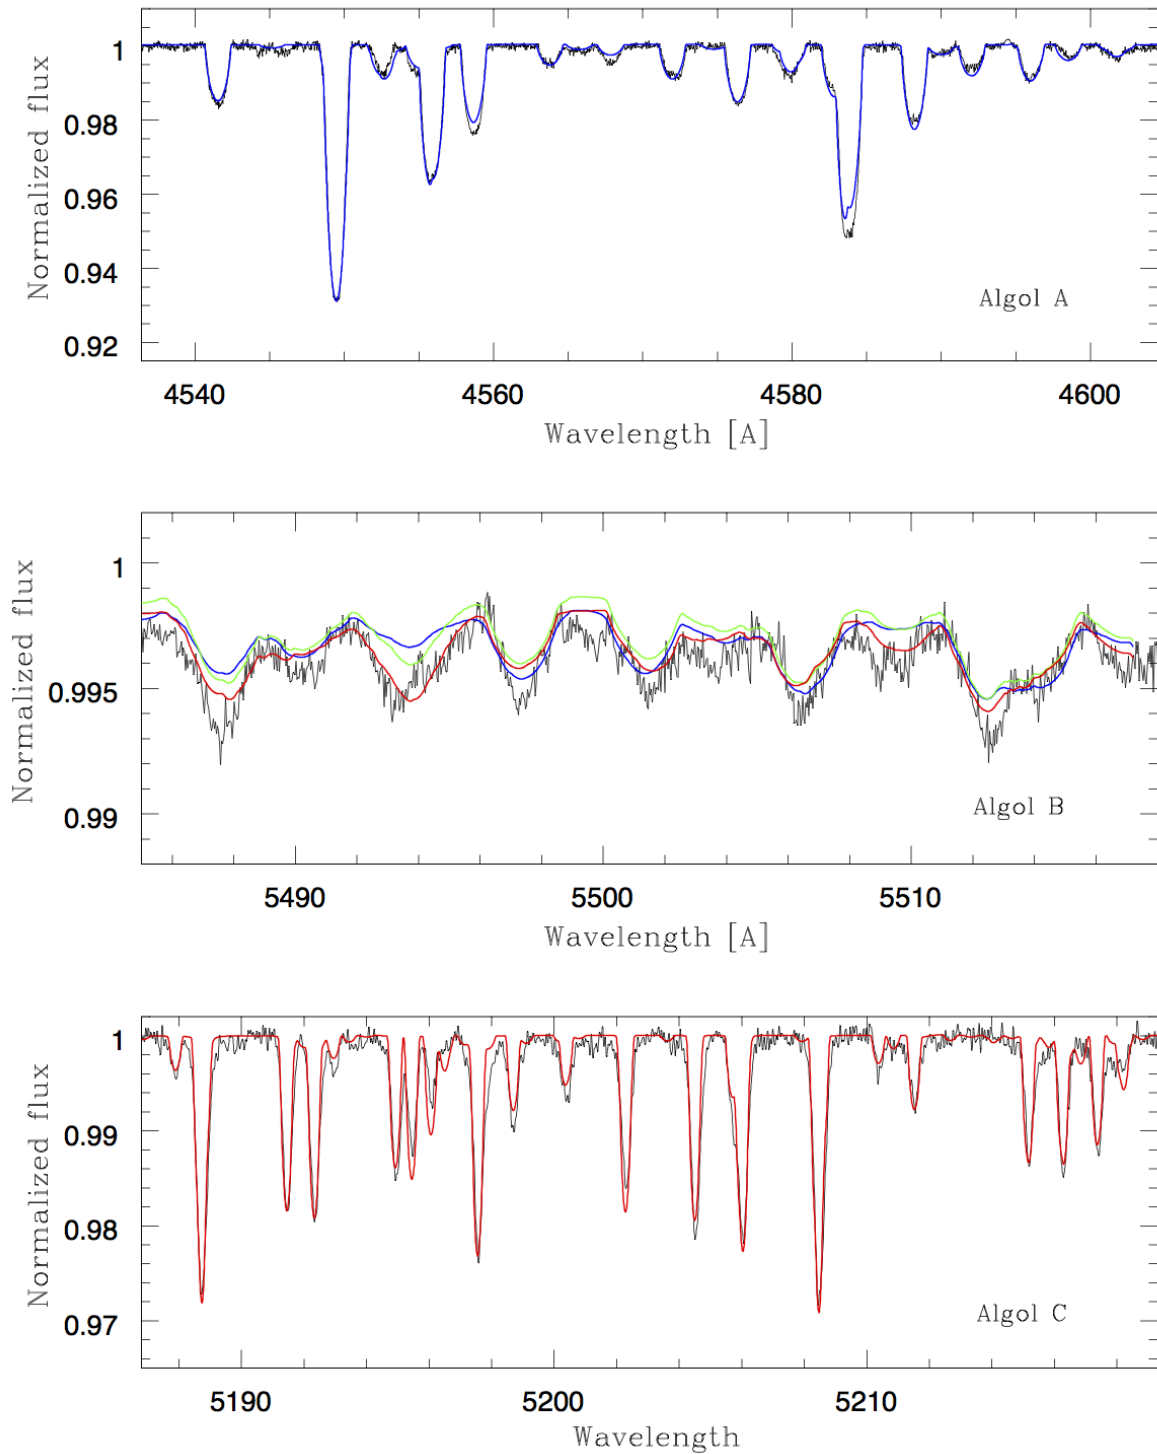 Normalized flux
1
0.98
0.96
0.94
0.92
Algol A
4540 4560 4580 4600
Wavelength [A]
Normalized flux
1
0.995
0.99
Algol B
5490 5500 5510
Wavelength [A]
Normalized flux
1
0.99
0.98
0.97
Algol C
5190 5200 5210
Wavelength